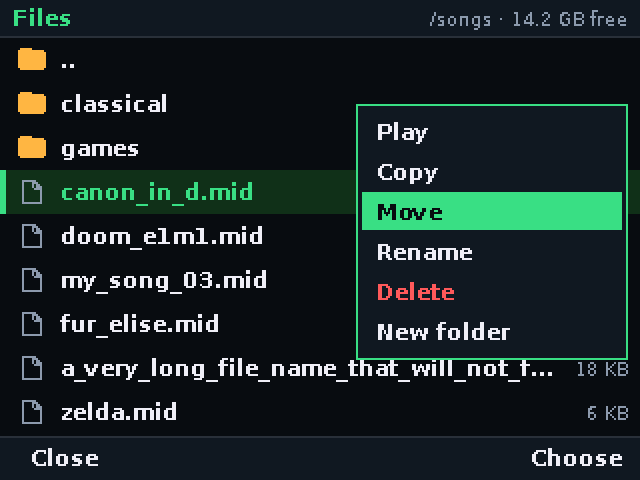 Files /songs · 14.2 GB free
..
classical
games
canon_in_d.mid
doom_e1m1.mid
my_song_03.mid
fur_elise.mid
a_very_long_file_name_that_will_not_f... 18 KB
zelda.mid 6 KB
Play
Copy
Move
Rename
Delete
New folder
Close Choose